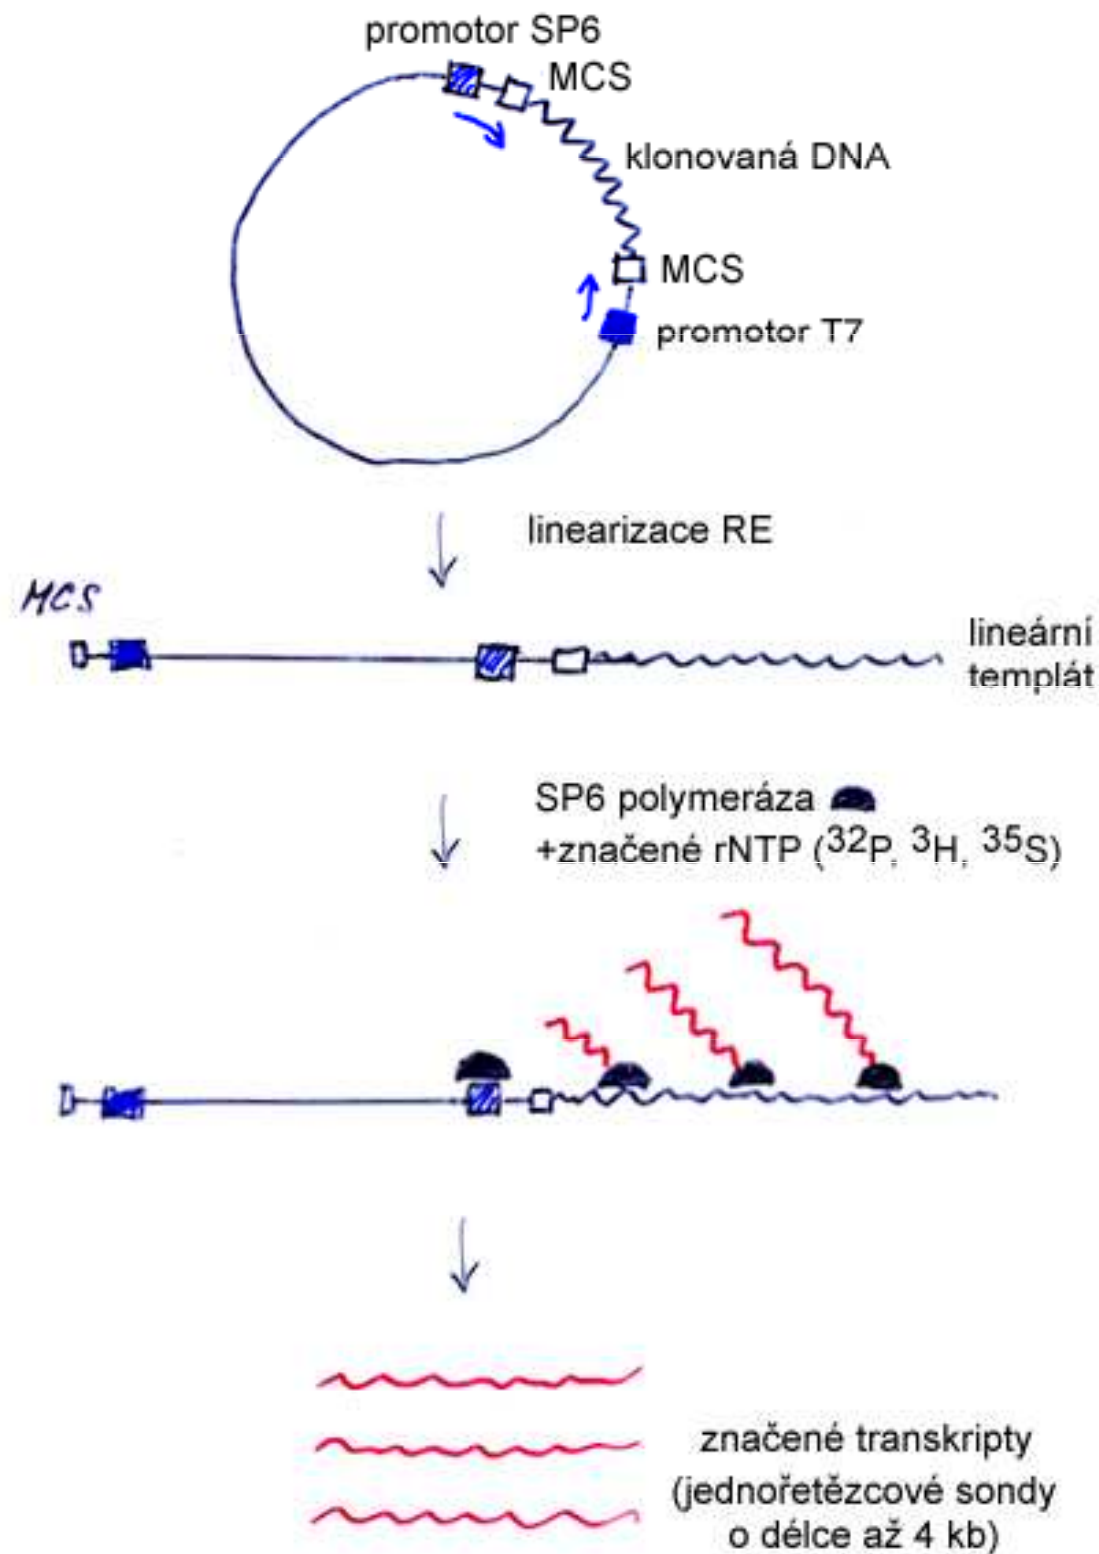 promotor SP6
MCS
klonovaná DNA
MCS
promotor T7
linearizace RE
MCS
lineární
templát
SP6 polymeráza
+značené rNTP (³²P, ³H, ³⁵S)
značené transkripty
(jednořetězcové sondy
o délce až 4 kb)